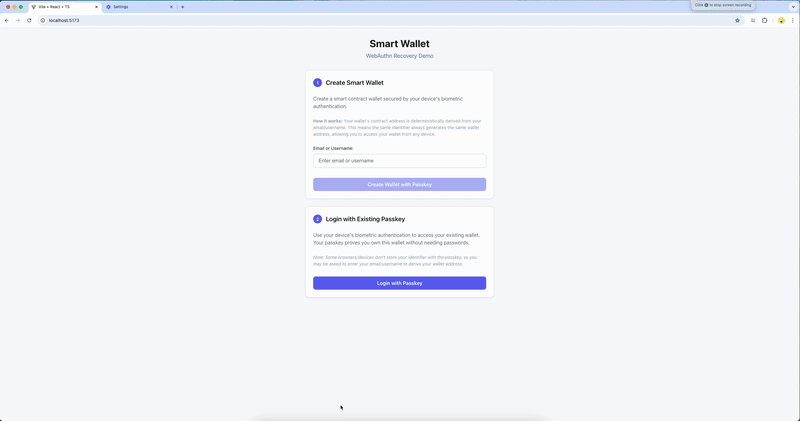 Vite + React + TS
Settings
Click to stop screen recording
localhost:5173
Smart Wallet
WebAuthn Recovery Demo
1 Create Smart Wallet
Create a smart contract wallet secured by your device's biometric
authentication.
How it works: Your wallet's contract address is deterministically derived from your
email/username. This means the same identifier always generates the same wallet
address, allowing you to access your wallet from any device.
Email or Username:
Enter email or username
Create Wallet with Passkey
2 Login with Existing Passkey
Use your device's biometric authentication to access your existing wallet.
Your passkey proves you own this wallet without needing passwords.
Note: Some browsers/devices don't store your identifier with the passkey, so you
may be asked to enter your email/username to derive your wallet address.
Login with Passkey